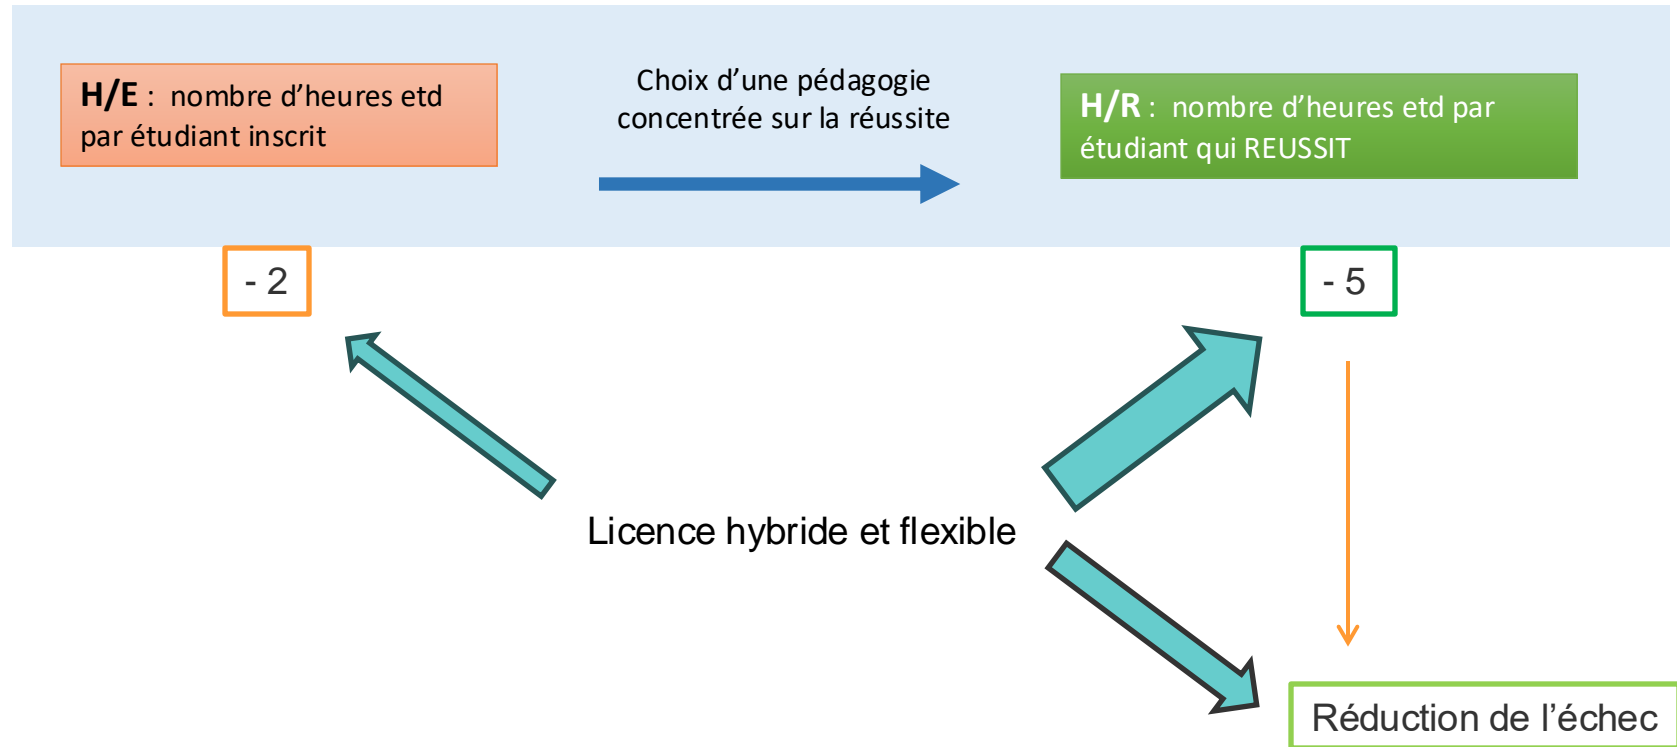 H/E : nombre d’heures etd
par étudiant inscrit
Choix d’une pédagogie
concentrée sur la réussite
H/R : nombre d’heures etd par
étudiant qui REUSSIT
- 2
- 5
Licence hybride et flexible
Réduction de l’échec